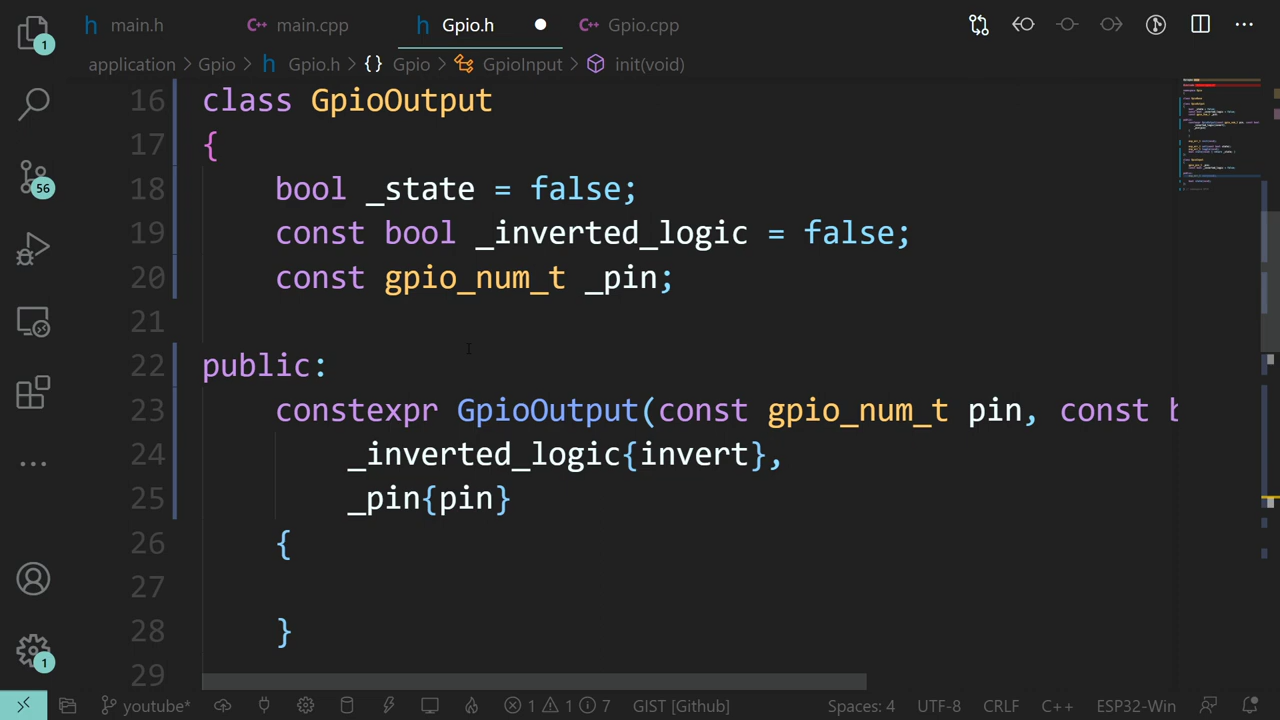 main.h main.cpp Gpio.h Gpio.cpp
application > Gpio > Gpio.h > {} Gpio > GpioInput > init(void)
16 class GpioOutput
17 {
18 bool _state = false;
19 const bool _inverted_logic = false;
20 const gpio_num_t _pin;
21
22 public:
23 constexpr GpioOutput(const gpio_num_t pin, const b
24 _inverted_logic{invert},
25 _pin{pin}
26 {
27
28 }
29
1
56
1
youtube* 1 1 7 GIST [Github] Spaces: 4 UTF-8 CRLF C++ ESP32-Win